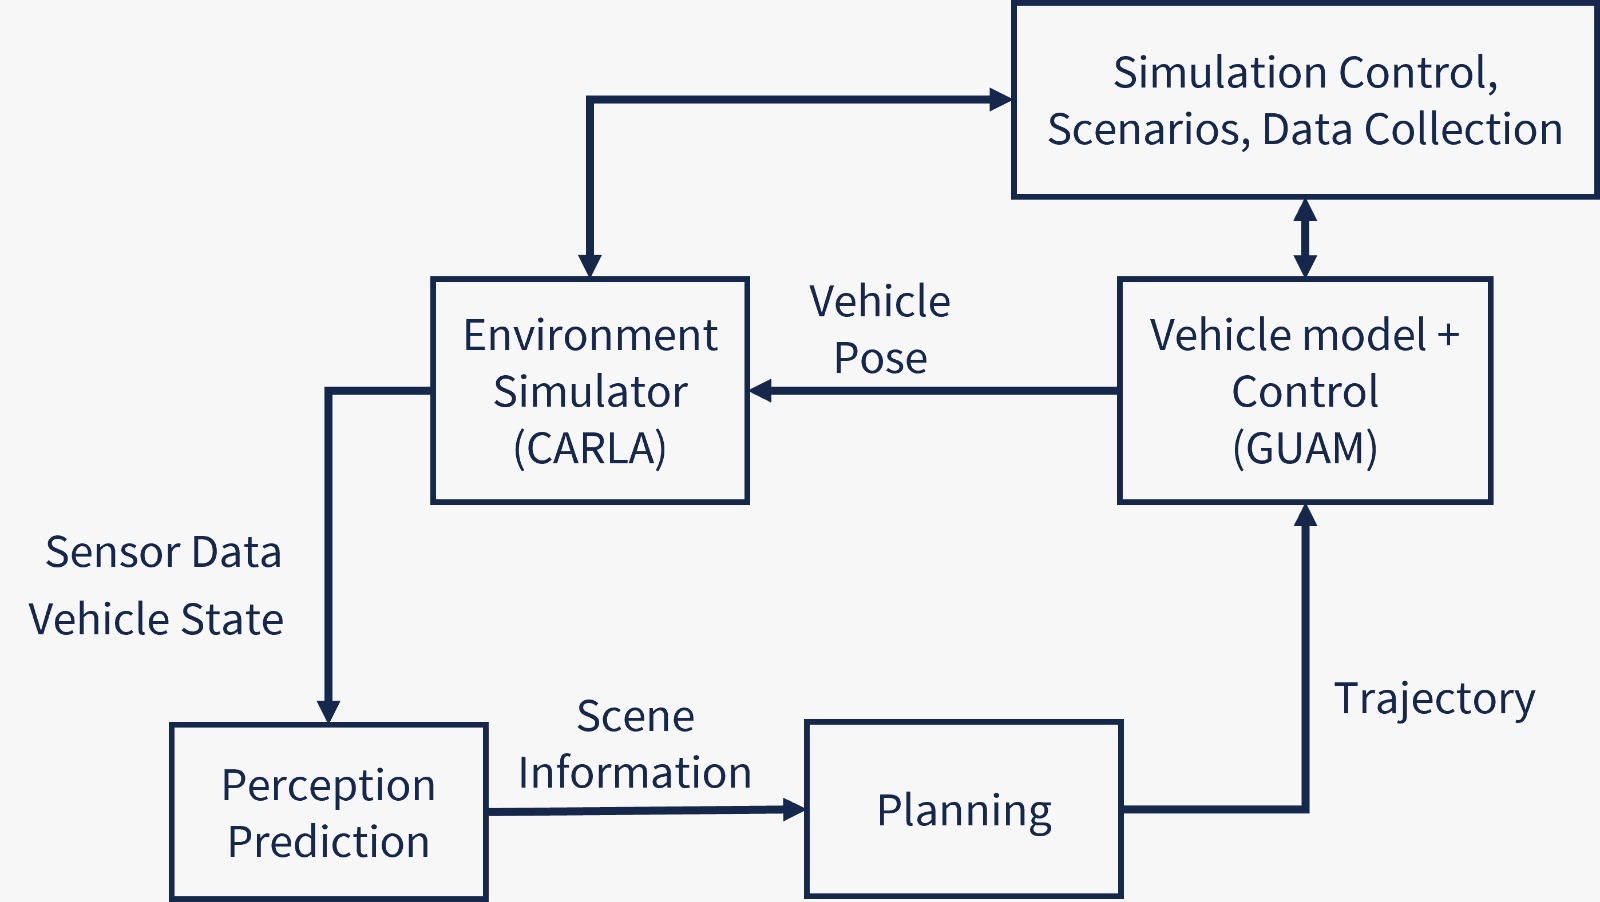 Simulation Control,
Scenarios, Data Collection
Environment
Simulator
(CARLA)
Vehicle
Pose
Vehicle model +
Control
(GUAM)
Sensor Data
Vehicle State
Perception
Prediction
Scene
Information
Planning
Trajectory